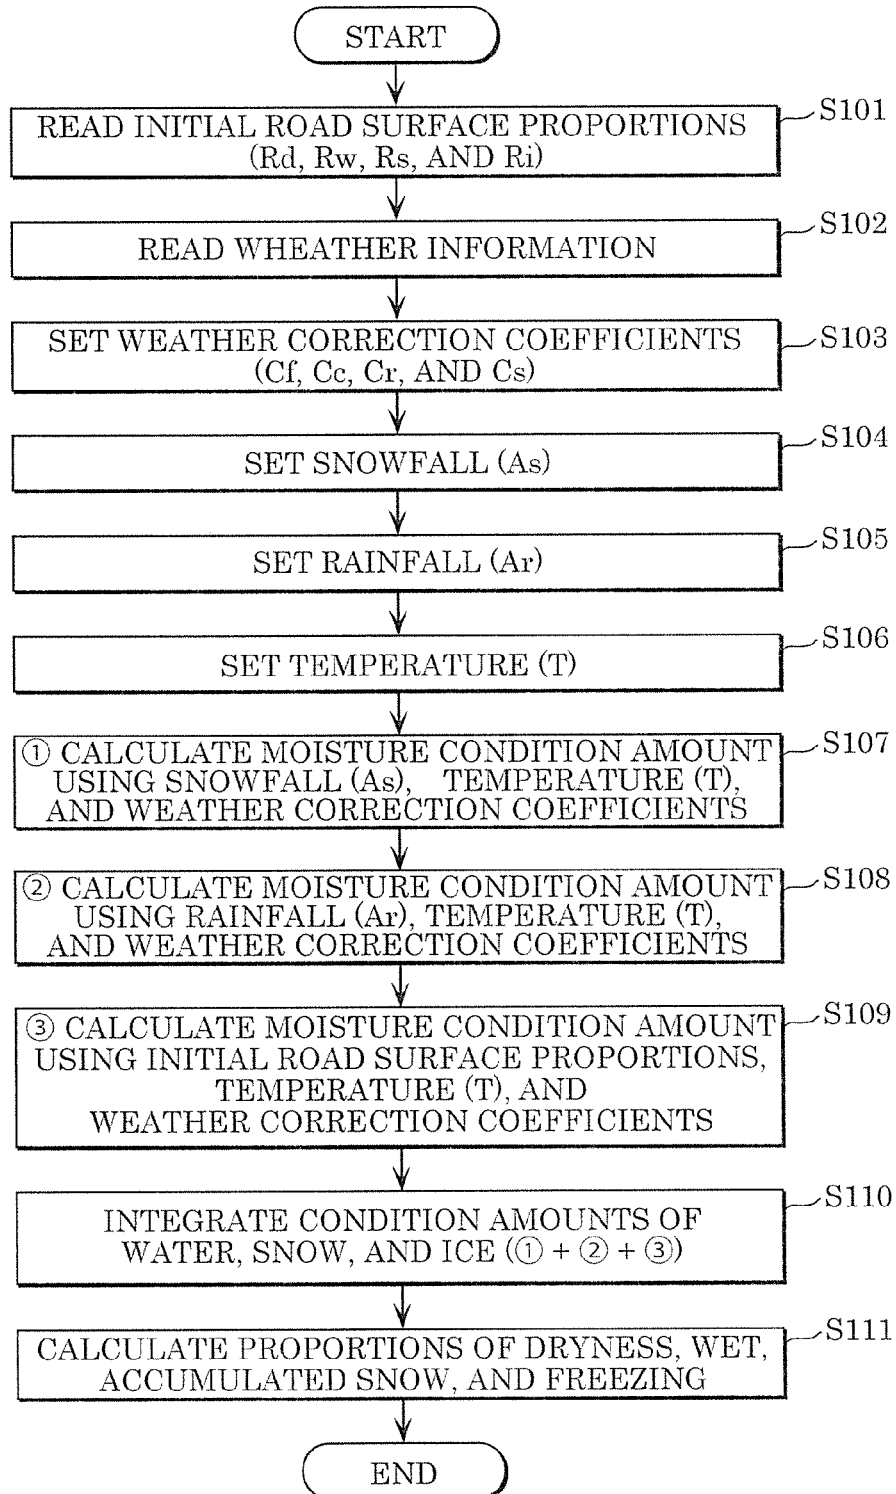 START
S101
READ INITIAL ROAD SURFACE PROPORTIONS
(Rd, Rw, Rs, AND Ri)
S102
READ WHEATHER INFORMATION
S103
SET WEATHER CORRECTION COEFFICIENTS
(Cf, Cc, Cr, AND Cs)
S104
SET SNOWFALL (As)
S105
SET RAINFALL (Ar)
S106
SET TEMPERATURE (T)
S107
① CALCULATE MOISTURE CONDITION AMOUNT
USING SNOWFALL (As), TEMPERATURE (T),
AND WEATHER CORRECTION COEFFICIENTS
S108
② CALCULATE MOISTURE CONDITION AMOUNT
USING RAINFALL (Ar), TEMPERATURE (T),
AND WEATHER CORRECTION COEFFICIENTS
S109
③ CALCULATE MOISTURE CONDITION AMOUNT
USING INITIAL ROAD SURFACE PROPORTIONS,
TEMPERATURE (T), AND
WEATHER CORRECTION COEFFICIENTS
S110
INTEGRATE CONDITION AMOUNTS OF
WATER, SNOW, AND ICE (① + ② + ③)
S111
CALCULATE PROPORTIONS OF DRYNESS, WET,
ACCUMULATED SNOW, AND FREEZING
END